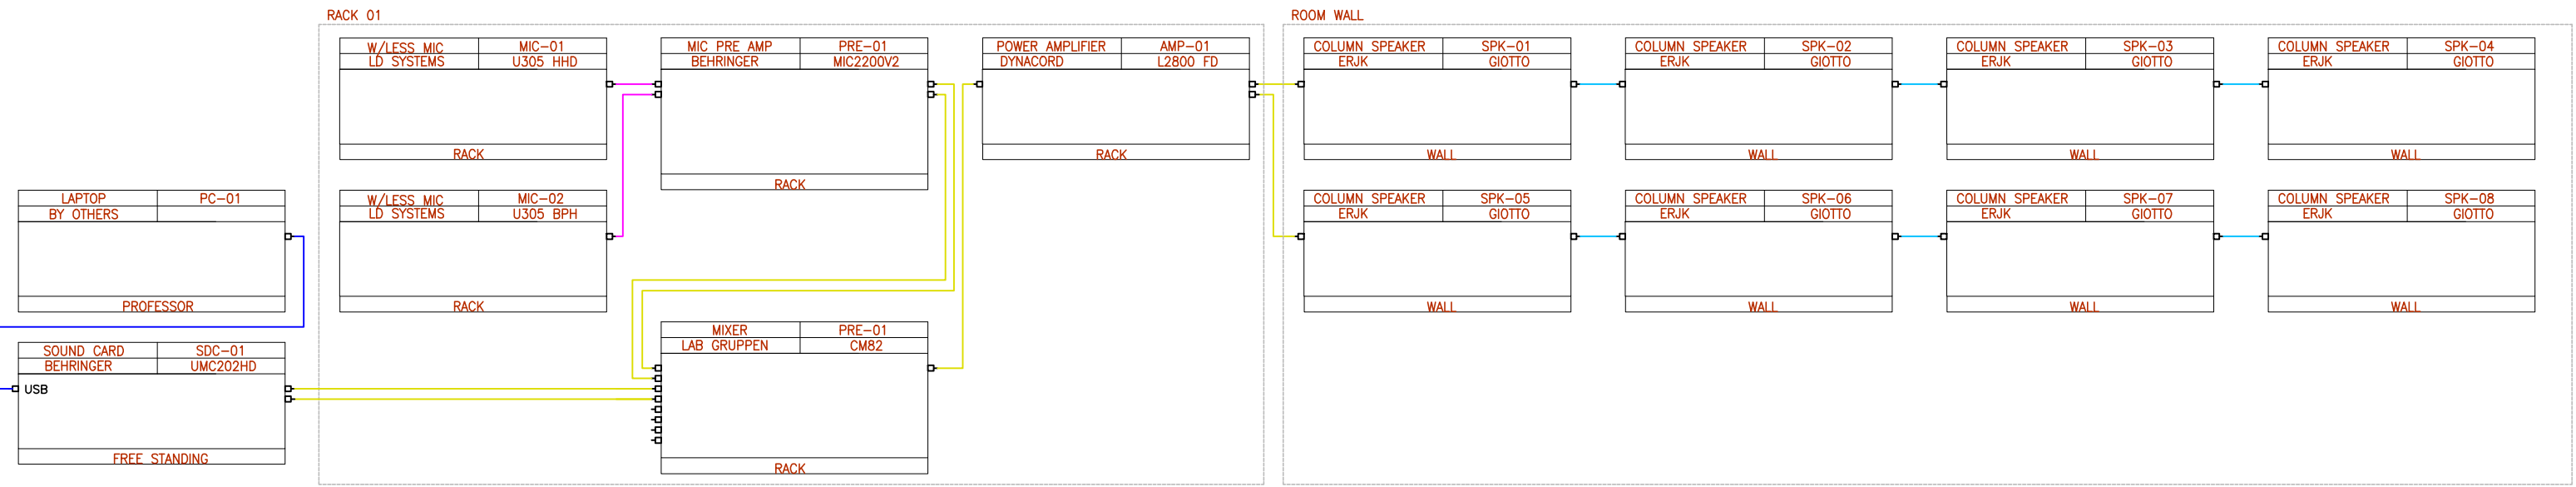 RACK 01
ROOM WALL
W/LESS MIC MIC-01
LD SYSTEMS U305 HHD
RACK
MIC PRE AMP PRE-01
BEHRINGER MIC2200V2
RACK
POWER AMPLIFIER AMP-01
DYNACORD L2800 FD
RACK
COLUMN SPEAKER SPK-01
ERJK GIOTTO
WALL
COLUMN SPEAKER SPK-02
ERJK GIOTTO
WALL
COLUMN SPEAKER SPK-03
ERJK GIOTTO
WALL
COLUMN SPEAKER SPK-04
ERJK GIOTTO
WALL
LAPTOP PC-01
BY OTHERS
PROFESSOR
W/LESS MIC MIC-02
LD SYSTEMS U305 BPH
RACK
COLUMN SPEAKER SPK-05
ERJK GIOTTO
WALL
COLUMN SPEAKER SPK-06
ERJK GIOTTO
WALL
COLUMN SPEAKER SPK-07
ERJK GIOTTO
WALL
COLUMN SPEAKER SPK-08
ERJK GIOTTO
WALL
SOUND CARD SDC-01
BEHRINGER UMC202HD
USB
FREE STANDING
MIXER PRE-01
LAB GRUPPEN CM82
RACK